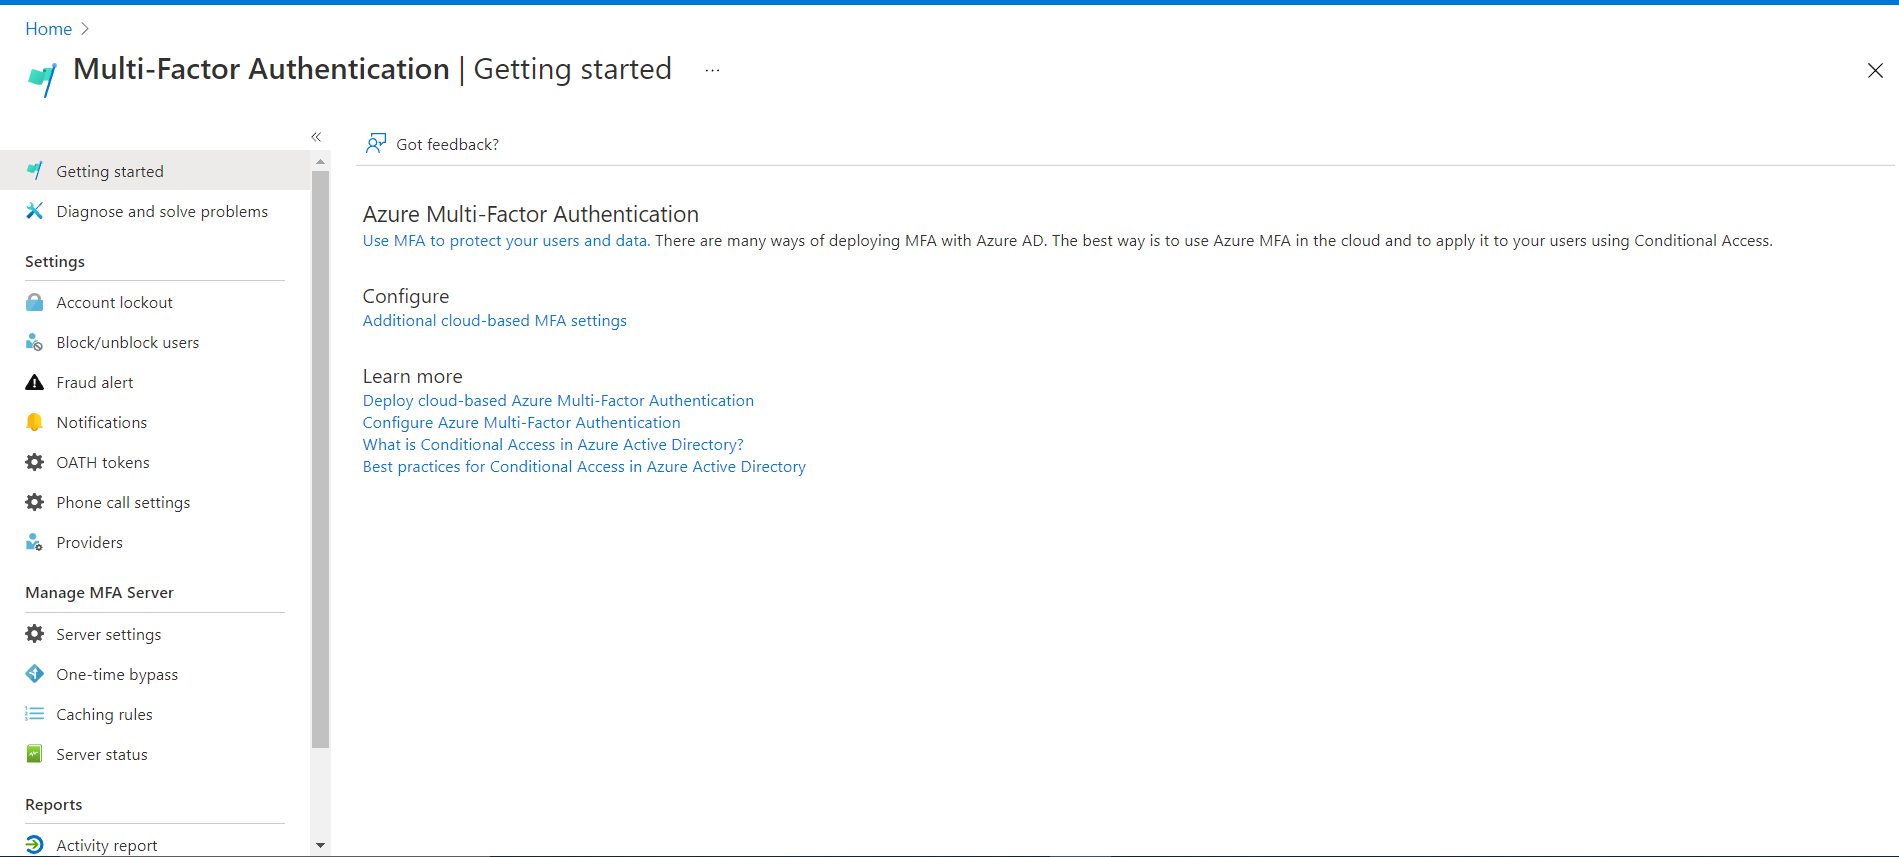 Home
Multi-Factor Authentication | Getting started ...
Got feedback?
Getting started
Diagnose and solve problems
Settings
Account lockout
Block/unblock users
Fraud alert
Notifications
OATH tokens
Phone call settings
Providers
Manage MFA Server
Server settings
One-time bypass
Caching rules
Server status
Reports
Activity report
Azure Multi-Factor Authentication
Use MFA to protect your users and data. There are many ways of deploying MFA with Azure AD. The best way is to use Azure MFA in the cloud and to apply it to your users using Conditional Access.
Configure
Additional cloud-based MFA settings
Learn more
Deploy cloud-based Azure Multi-Factor Authentication
Configure Azure Multi-Factor Authentication
What is Conditional Access in Azure Active Directory?
Best practices for Conditional Access in Azure Active Directory